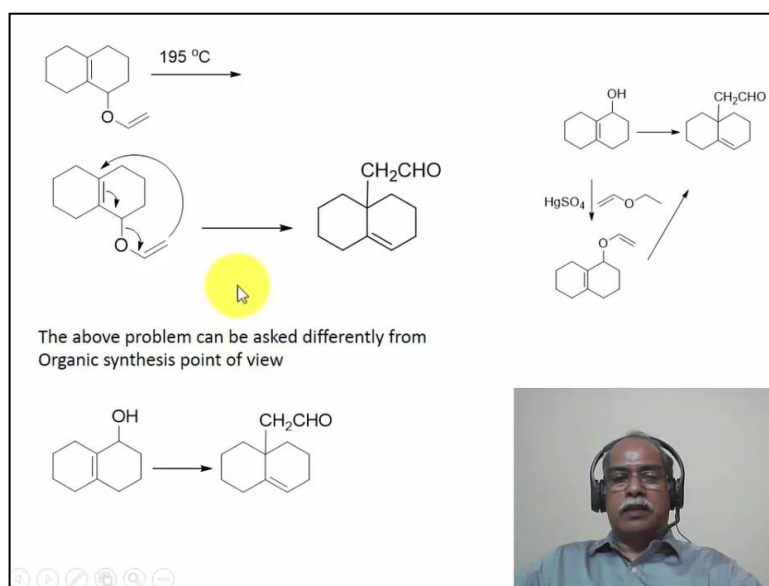 195 °C
O
O
CH₂CHO
The above problem can be asked differently from
Organic synthesis point of view
OH
CH₂CHO
OH
CH₂CHO
HgSO₄
O
O